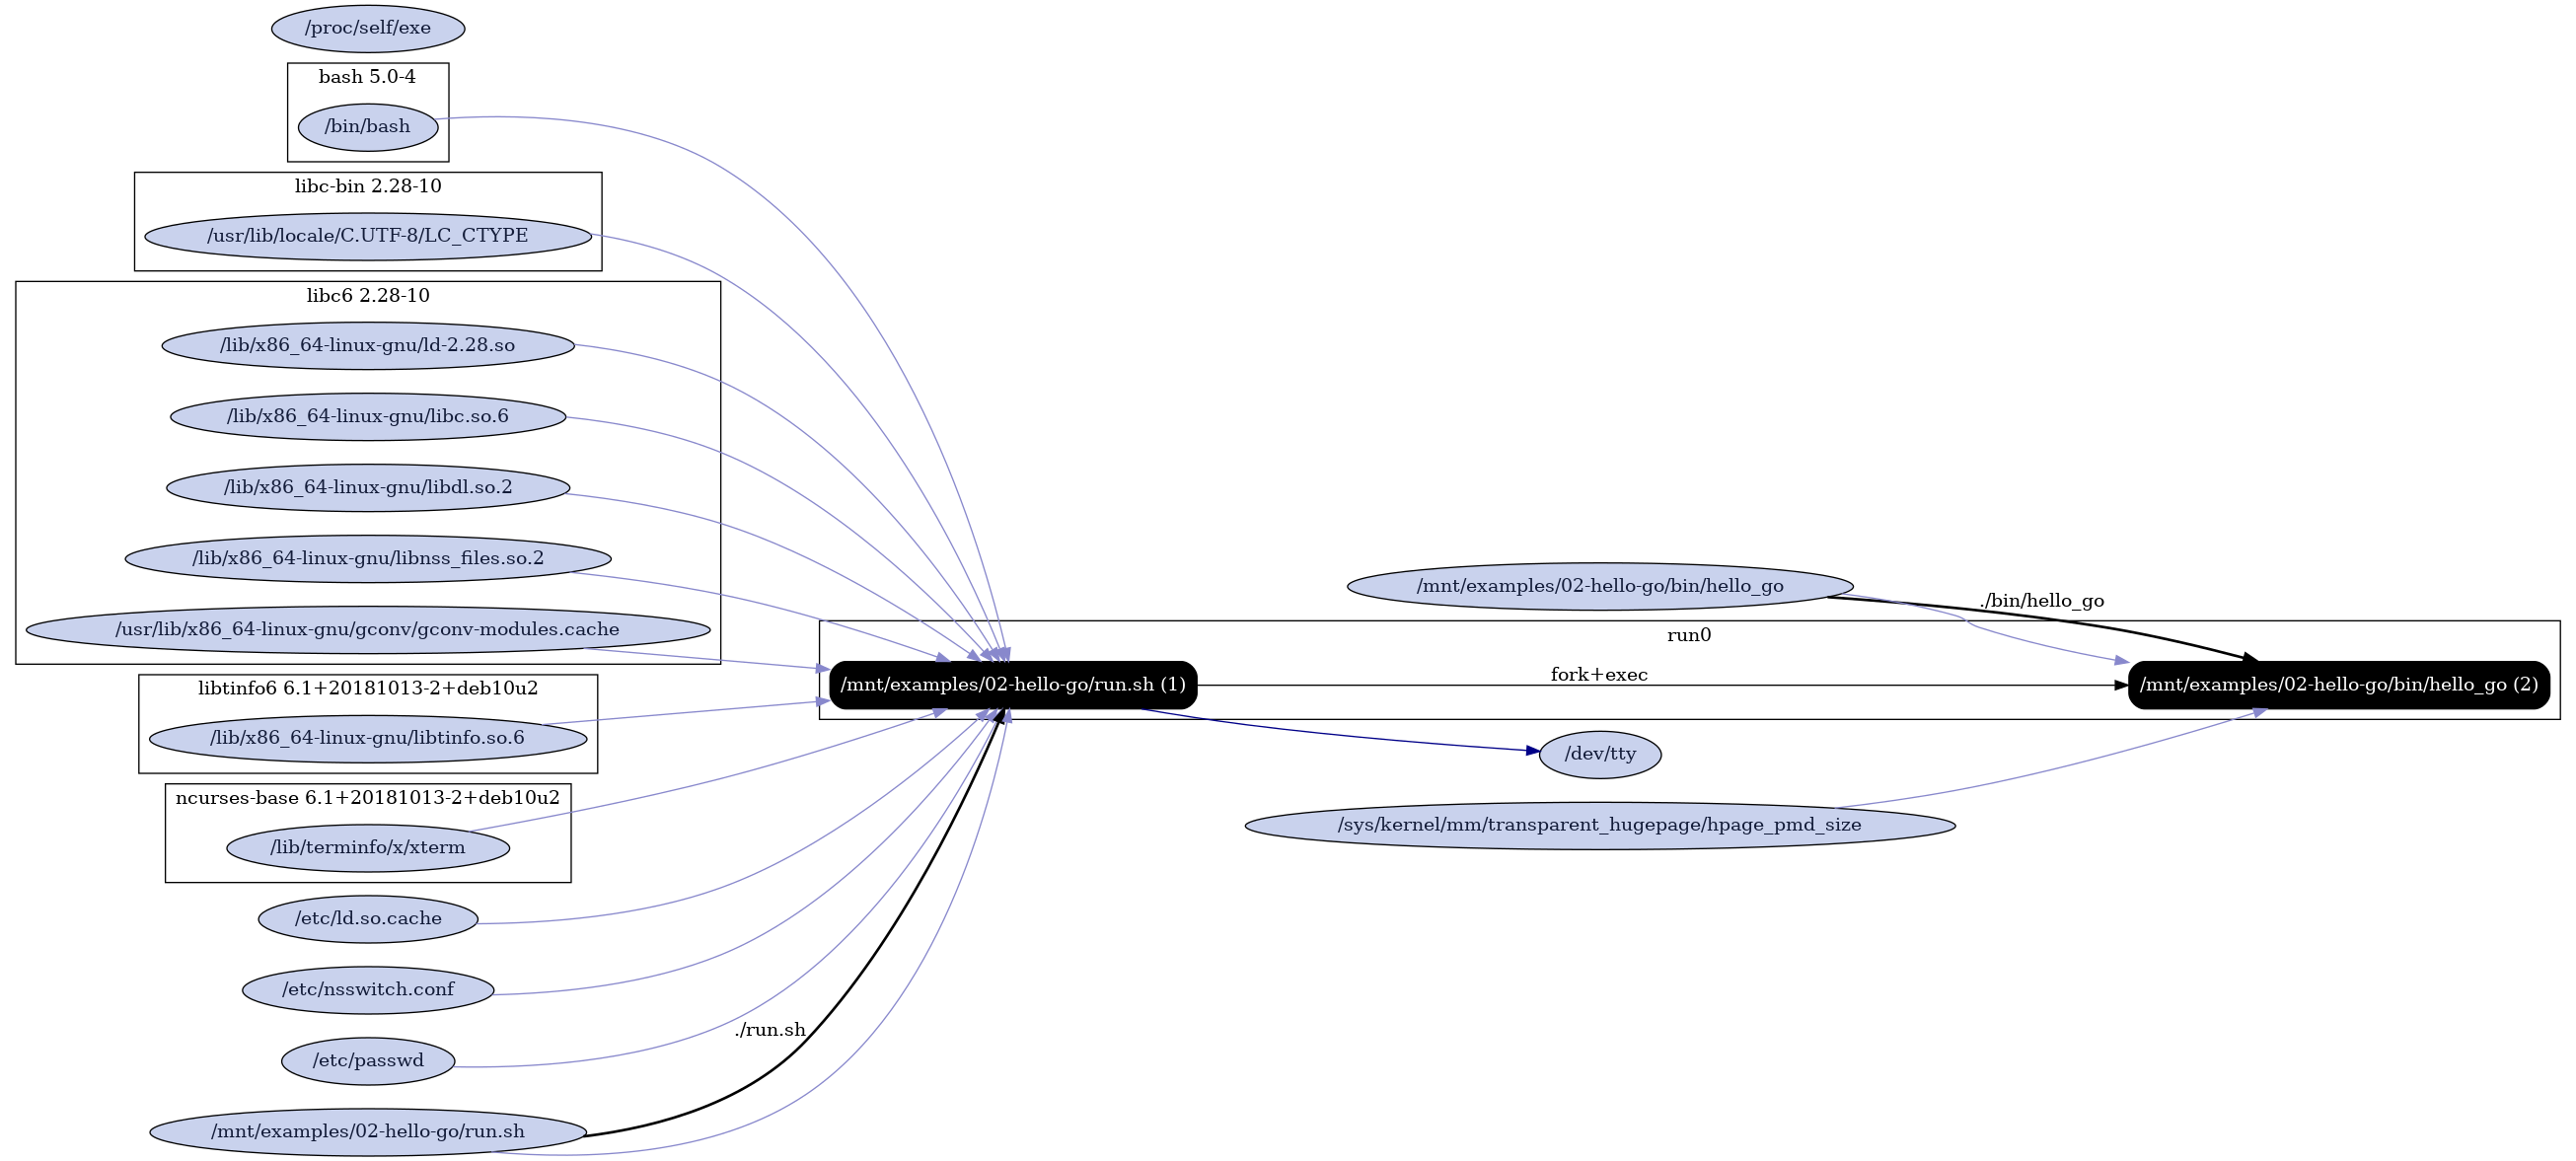 /proc/self/exe
bash 5.0-4
/bin/bash
libc-bin 2.28-10
/usr/lib/locale/C.UTF-8/LC_CTYPE
libc6 2.28-10
/lib/x86_64-linux-gnu/ld-2.28.so
/lib/x86_64-linux-gnu/libc.so.6
/lib/x86_64-linux-gnu/libdl.so.2
/lib/x86_64-linux-gnu/libnss_files.so.2
/usr/lib/x86_64-linux-gnu/gconv/gconv-modules.cache
libtinfo6 6.1+20181013-2+deb10u2
/lib/x86_64-linux-gnu/libtinfo.so.6
ncurses-base 6.1+20181013-2+deb10u2
/lib/terminfo/x/xterm
/etc/ld.so.cache
/etc/nsswitch.conf
/etc/passwd
/mnt/examples/02-hello-go/run.sh
./run.sh
run0
/mnt/examples/02-hello-go/run.sh (1)
fork+exec
/mnt/examples/02-hello-go/bin/hello_go
./bin/hello_go
/mnt/examples/02-hello-go/bin/hello_go (2)
/dev/tty
/sys/kernel/mm/transparent_hugepage/hpage_pmd_size